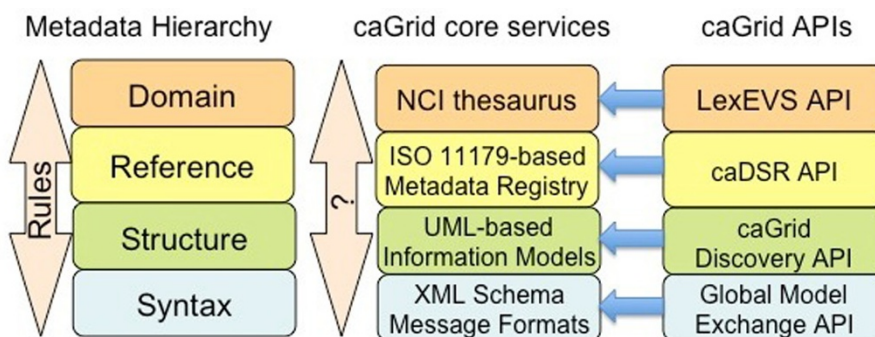 Metadata Hierarchy
caGrid core services
caGrid APIs
Rules
Domain
Reference
Structure
Syntax
?
NCI thesaurus
ISO 11179-based
Metadata Registry
UML-based
Information Models
XML Schema
Message Formats
LexEVS API
caDSR API
caGrid
Discovery API
Global Model
Exchange API